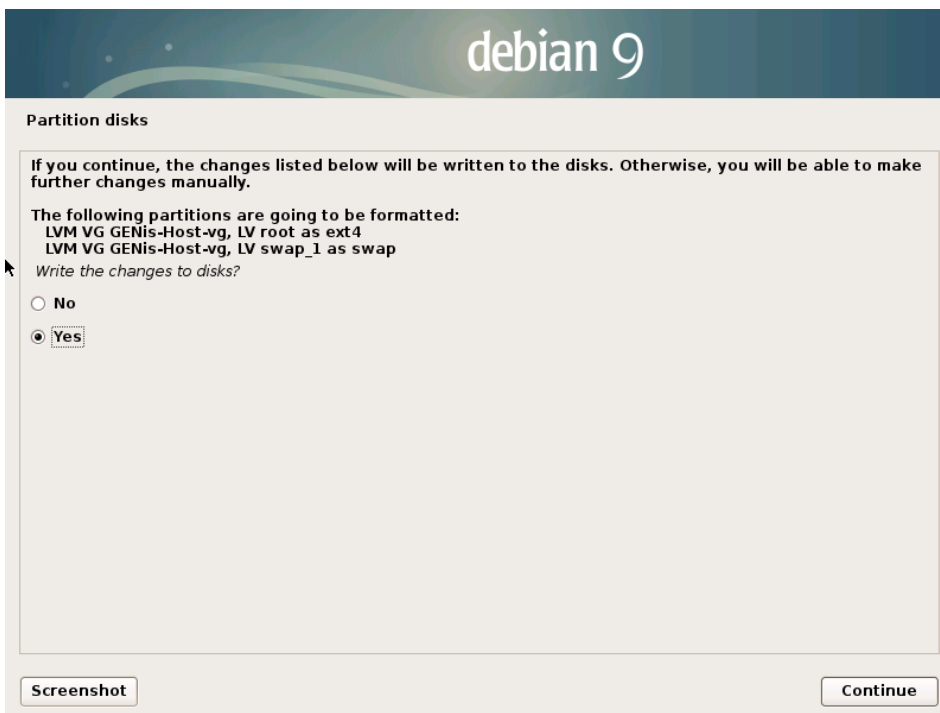 debian 9
Partition disks
If you continue, the changes listed below will be written to the disks. Otherwise, you will be able to make
further changes manually.
The following partitions are going to be formatted:
LVM VG GENis-Host-vg, LV root as ext4
LVM VG GENis-Host-vg, LV swap_1 as swap
Write the changes to disks?
No
Yes
Screenshot
Continue